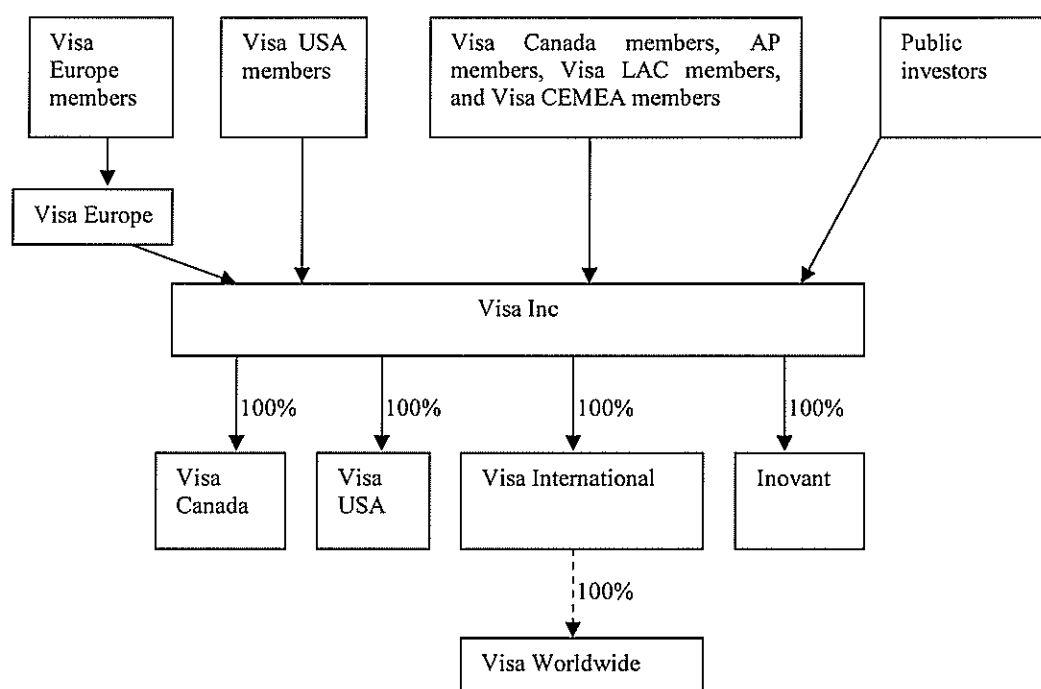 Visa
Europe
members
Visa USA
members
Visa Canada members, AP
members, Visa LAC members,
and Visa CEMEA members
Public
investors
Visa Europe
Visa Inc
100%
100%
100%
100%
Visa
Canada
Visa
USA
Visa International
Inovant
100%
Visa Worldwide